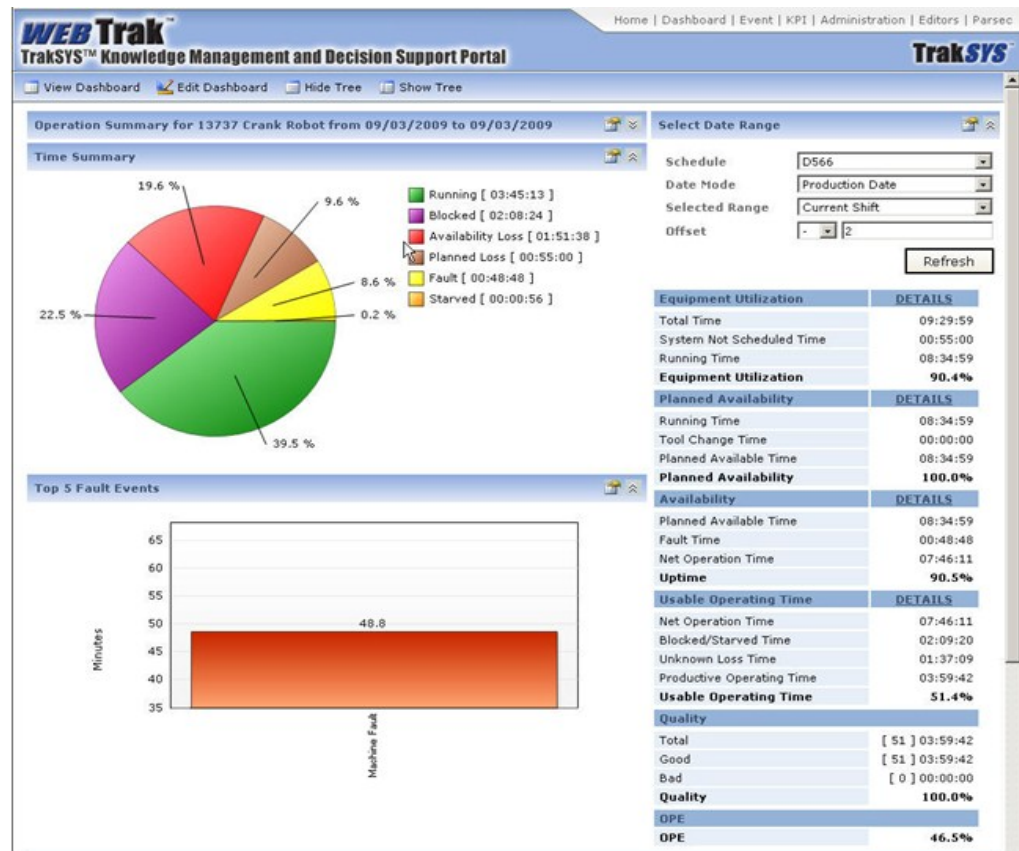 Home | Dashboard | Event | KPI | Administration | Editors | Parsec
WEB Trak™
TrakSYS™ Knowledge Management and Decision Support Portal
TrakSYS™
View Dashboard Edit Dashboard Hide Tree Show Tree
Operation Summary for 13737 Crank Robot from 09/03/2009 to 09/03/2009
Time Summary
19.6 %
9.6 %
8.6 %
0.2 %
22.5 %
39.5 %
Running [ 03:45:13 ]
Blocked [ 02:08:24 ]
Availability Loss [ 01:51:38 ]
Planned Loss [ 00:55:00 ]
Fault [ 00:48:48 ]
Starved [ 00:00:56 ]
Top 5 Fault Events
65
60
55
50
45
40
35
Minutes
48.8
Machine Fault
Select Date Range
Schedule D566
Date Mode Production Date
Selected Range Current Shift
Offset - 2
Refresh
Equipment Utilization DETAILS
Total Time 09:29:59
System Not Scheduled Time 00:55:00
Running Time 08:34:59
Equipment Utilization 90.4%
Planned Availability DETAILS
Running Time 08:34:59
Tool Change Time 00:00:00
Planned Available Time 08:34:59
Planned Availability 100.0%
Availability DETAILS
Planned Available Time 08:34:59
Fault Time 00:48:48
Net Operation Time 07:46:11
Uptime 90.5%
Usable Operating Time DETAILS
Net Operation Time 07:46:11
Blocked/Starved Time 02:09:20
Unknown Loss Time 01:37:09
Productive Operating Time 03:59:42
Usable Operating Time 51.4%
Quality
Total [ 51 ] 03:59:42
Good [ 51 ] 03:59:42
Bad [ 0 ] 00:00:00
Quality 100.0%
OPE
OPE 46.5%